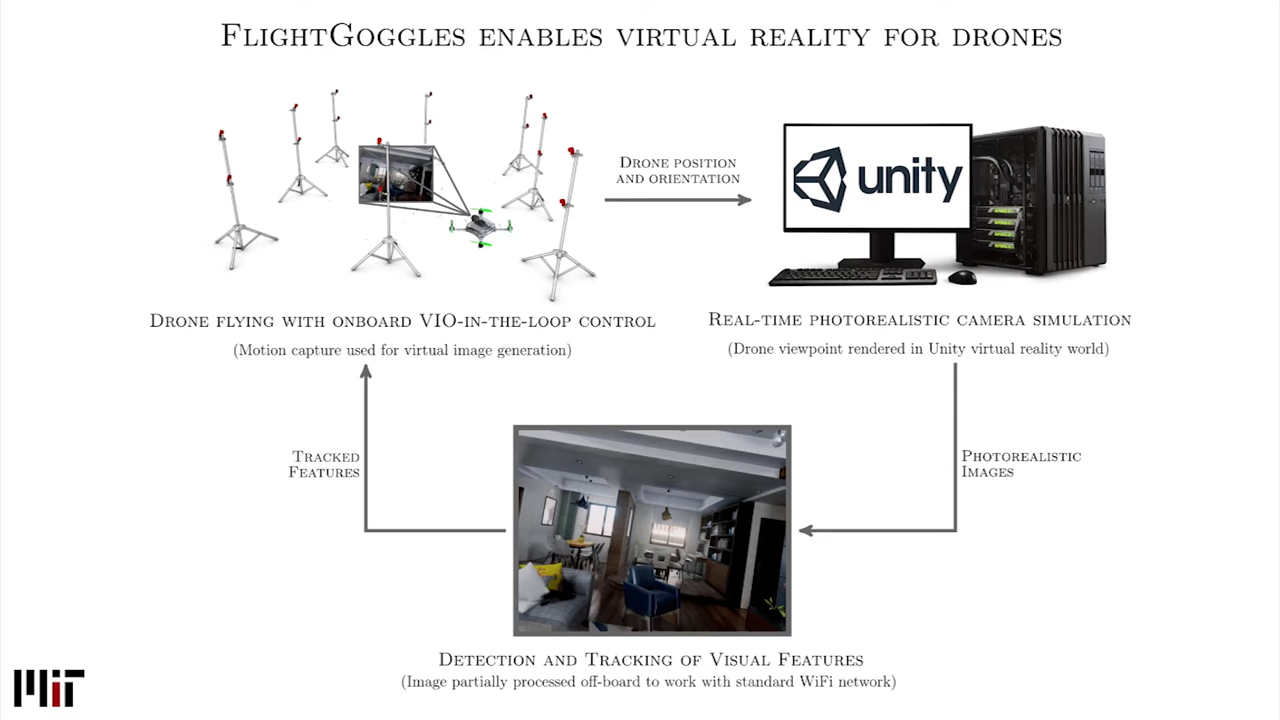 FlightGoggles enables virtual reality for drones
Drone position
and orientation
unity
Drone flying with onboard VIO-in-the-loop control
(Motion capture used for virtual image generation)
Real-time photorealistic camera simulation
(Drone viewpoint rendered in Unity virtual reality world)
Tracked
Features
Photorealistic
Images
Detection and Tracking of Visual Features
(Image partially processed off-board to work with standard WiFi network)
MIT